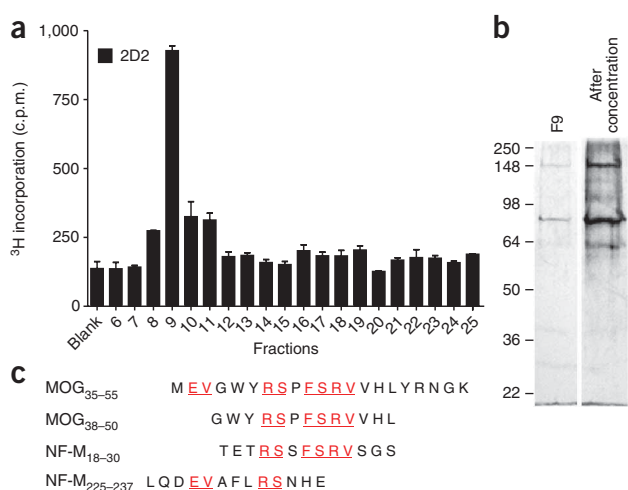 a
1,000
750
500
250
0
³H incorporation (c.p.m.)
2D2
Blank 6 7 8 9 10 11 12 13 14 15 16 17 18 19 20 21 22 23 24 25
Fractions
b
F9
After concentration
250
148
98
64
50
36
22
c
MOG35–55 M E V G W Y R S P F S R V V H L Y R N G K
MOG38–50 G W Y R S P F S R V V H L
NF-M18–30 T E T R S S F S R V S G S
NF-M225–237 L Q D E V A F L R S N H E